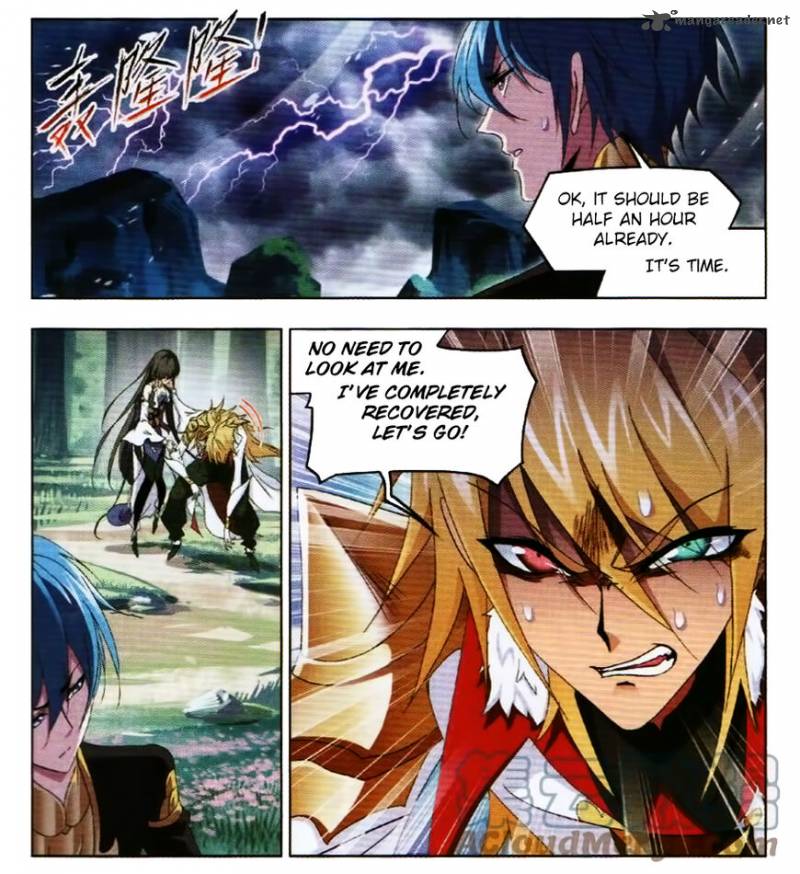 mangareader.net
轰隆隆!
OK, IT SHOULD BE
HALF AN HOUR
ALREADY.
IT'S TIME.
NO NEED TO
LOOK AT ME.
I'VE COMPLETELY
RECOVERED,
LET'S GO!